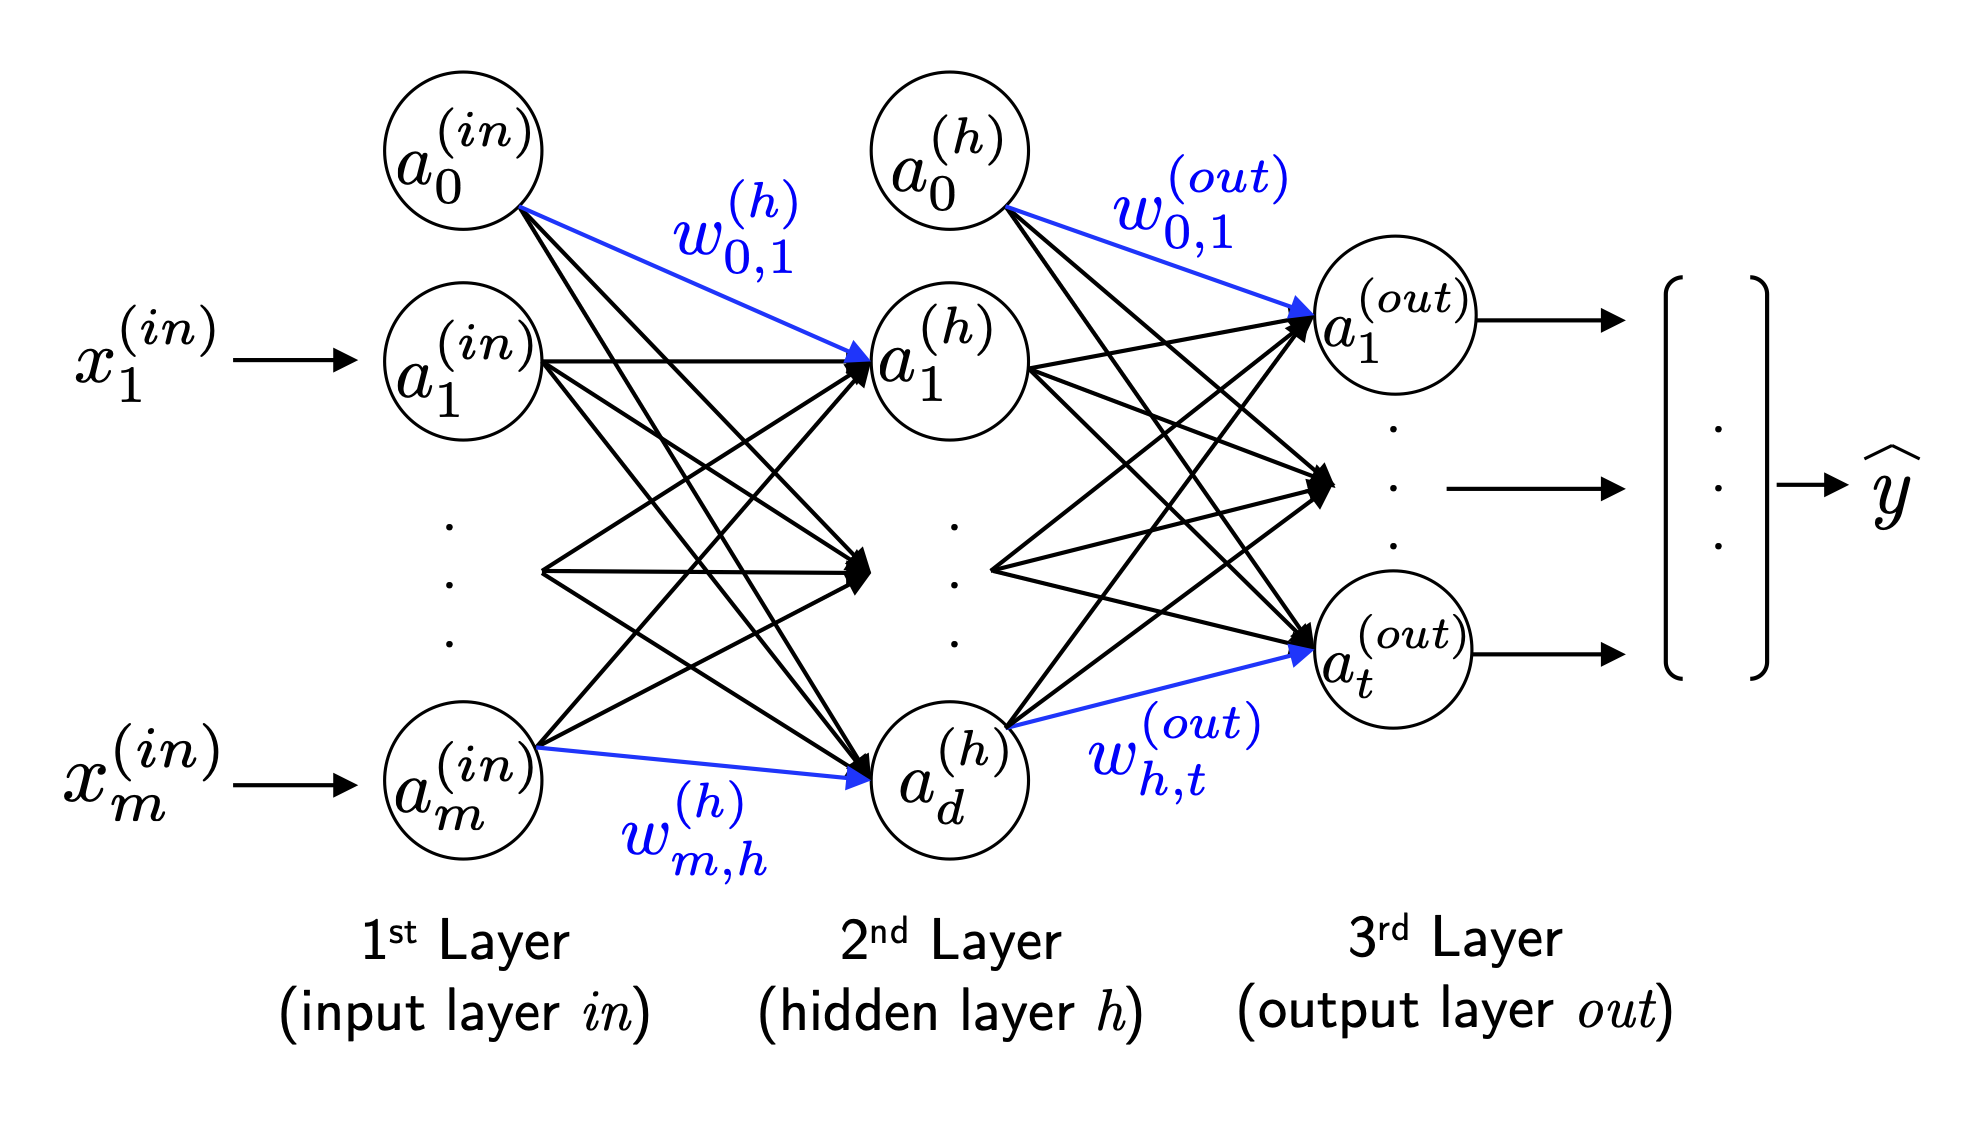 a_0^{(in)}
a_0^{(h)}
w_{0,1}^{(h)}
w_{0,1}^{(out)}
x_1^{(in)}
a_1^{(in)}
a_1^{(h)}
a_1^{(out)}
ŷ
x_m^{(in)}
a_m^{(in)}
a_d^{(h)}
a_t^{(out)}
w_{m,h}^{(h)}
w_{h,t}^{(out)}
1st Layer
(input layer in)
2nd Layer
(hidden layer h)
3rd Layer
(output layer out)